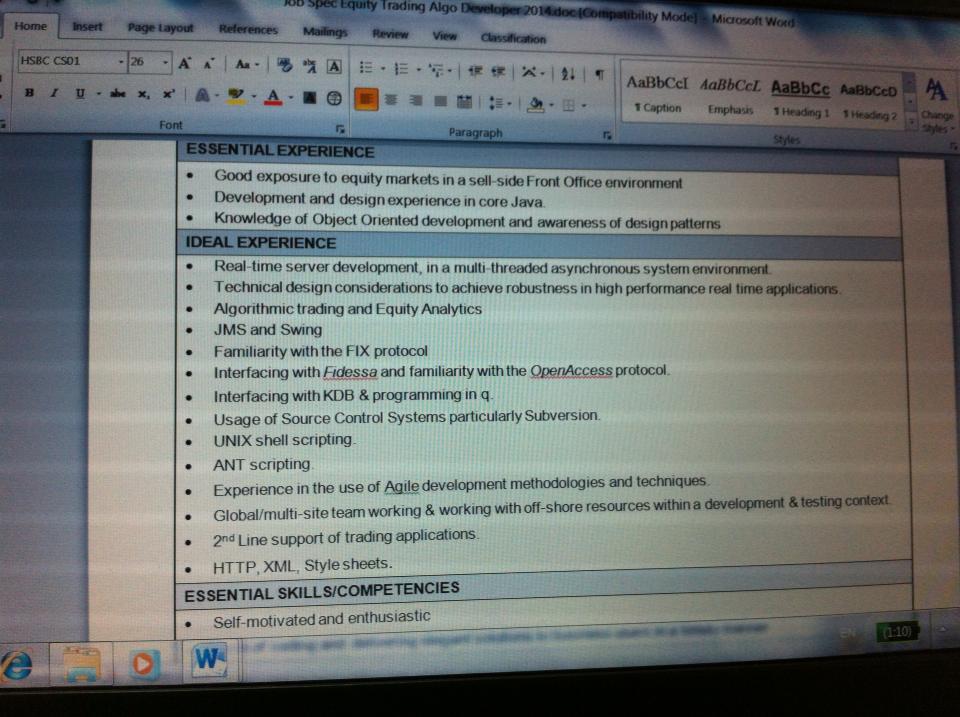 Job Spec Equity Trading Algo Developer 2014.doc [Compatibility Mode] - Microsoft Word
Home Insert Page Layout References Mailings Review View Classification
HSBC CS01 26 A A Aa abc A
B I U abc x, x² A A A
AaBbCcI AaBbCcL AaBbCc AaBbCcD
¶ Caption Emphasis ¶ Heading 1 ¶ Heading 2
Change Styles
Font Paragraph Styles
ESSENTIAL EXPERIENCE
• Good exposure to equity markets in a sell-side Front Office environment
• Development and design experience in core Java.
• Knowledge of Object Oriented development and awareness of design patterns
IDEAL EXPERIENCE
• Real-time server development, in a multi-threaded asynchronous system environment.
• Technical design considerations to achieve robustness in high performance real time applications.
• Algorithmic trading and Equity Analytics
• JMS and Swing
• Familiarity with the FIX protocol
• Interfacing with Fidessa and familiarity with the OpenAccess protocol.
• Interfacing with KDB & programming in q.
• Usage of Source Control Systems particularly Subversion.
• UNIX shell scripting.
• ANT scripting.
• Experience in the use of Agile development methodologies and techniques.
• Global/multi-site team working & working with off-shore resources within a development & testing context.
• 2nd Line support of trading applications.
• HTTP, XML, Style sheets.
ESSENTIAL SKILLS/COMPETENCIES
• Self-motivated and enthusiastic
EN (1:10)